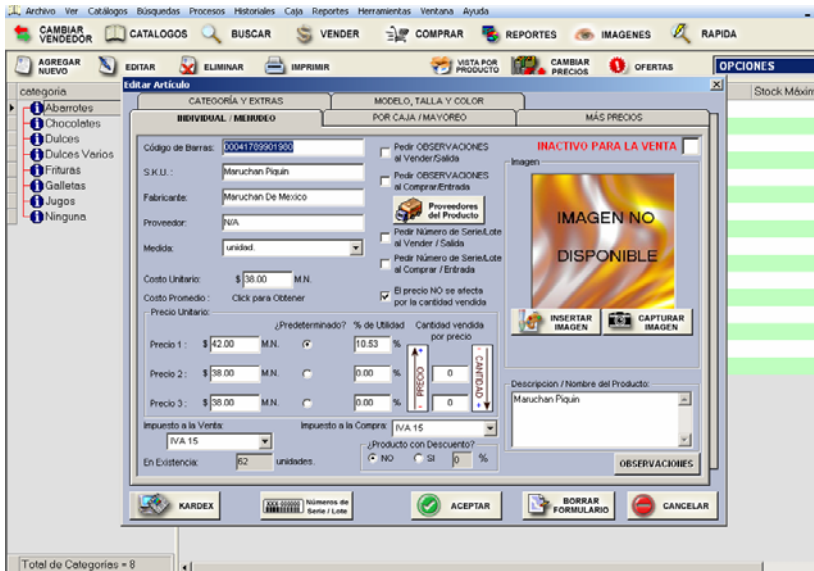 Archivo Ver Catálogos Búsquedas Procesos Historiales Caja Reportes Herramientas Ventana Ayuda
CAMBIAR VENDEDOR CATALOGOS BUSCAR VENDER COMPRAR REPORTES IMAGENES RAPIDA
AGREGAR NUEVO EDITAR ELIMINAR IMPRIMIR VISTA POR PRODUCTO CAMBIAR PRECIOS OFERTAS OPCIONES
categoria
Abarrotes
Chocolates
Dulces
Dulces Varios
Frituras
Galletas
Jugos
Ninguna
Total de Categorias = 8
Stock Máxim
Editar Artículo
CATEGORÍA Y EXTRAS MODELO, TALLA Y COLOR
INDIVIDUAL / MENUDEO POR CAJA / MAYOREO MÁS PRECIOS
Código de Barras: 00041789901980
S.K.U. : Maruchan Piquin
Fabricante: Maruchan De Mexico
Proveedor: N/A
Medida: unidad.
Costo Unitario: $ 38.00 M.N.
Costo Promedio : Click para Obtener
Pedir OBSERVACIONES
al Vender/Salida
Pedir OBSERVACIONES
al Comprar/Entrada
Proveedores
del Producto
Pedir Número de Serie/Lote
al Vender / Salida
Pedir Número de Serie/Lote
al Comprar / Entrada
El precio NO se afecta
por la cantidad vendida
Precio Unitario:
¿Predeterminado? % de Utilidad Cantidad vendida
por precio
Precio 1 : $ 42.00 M.N. 10.53 %
Precio 2 : $ 38.00 M.N. 0.00 % 0
Precio 3 : $ 38.00 M.N. 0.00 % 0
+ PRECIO -
- CANTIDAD +
Impuesto a la Venta: Impuesto a la Compra: IVA 15
IVA 15
¿Producto con Descuento?
NO SI 0 %
En Existencia: 62 unidades.
INACTIVO PARA LA VENTA
Imagen
IMAGEN NO
DISPONIBLE
INSERTAR IMAGEN CAPTURAR IMAGEN
Descripcion / Nombre del Producto:
Maruchan Piquin
OBSERVACIONES
KARDEX Números de Serie / Lote ACEPTAR BORRAR FORMULARIO CANCELAR